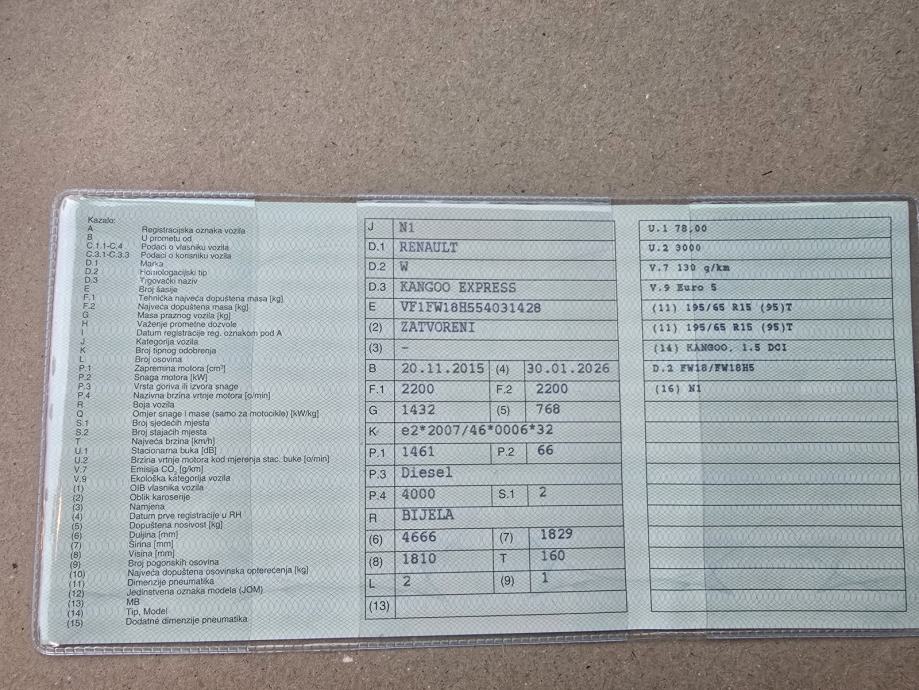 Kazalo:
A Registracijska oznaka vozila
B U prometu od
C.1.1-C.4 Podaci o vlasniku vozila
C.3.1-C.3.3 Podaci o korisniku vozila
D.1 Marka
D.2 Homologacijski tip
D.3 Trgovački naziv
E Broj šasije
F.1 Tehnička najveća dopuštena masa [kg]
F.2 Najveća dopuštena masa [kg]
G Masa praznog vozila [kg]
H Važenje prometne dozvole
I Datum registracije reg. oznakom pod A
J Kategorija vozila
K Broj tipnog odobrenja
L Broj osovina
P.1 Zapremina motora [cm³]
P.2 Snaga motora [kW]
P.3 Vrsta goriva ili izvora snage
P.4 Nazivna brzina vrtnje motora [o/min]
R Boja vozila
Q Omjer snage i mase (samo za motocikle) [kW/kg]
S.1 Broj sjedećih mjesta
S.2 Broj stajaćih mjesta
T Najveća brzina [km/h]
U.1 Stacionarna buka [dB]
U.2 Brzina vrtnje motora kod mjerenja stac. buke [o/min]
V.7 Emisija CO₂ [g/km]
V.9 Ekološka kategorija vozila
(1) OIB vlasnika vozila
(2) Oblik karoserije
(3) Namjena
(4) Datum prve registracije u RH
(5) Dopuštena nosivost [kg]
(6) Duljina [mm]
(7) Širina [mm]
(8) Visina [mm]
(9) Broj pogonskih osovina
(10) Najveća dopuštena osovinska opterećenja [kg]
(11) Dimenzije pneumatika
(12) Jedinstvena oznaka modela (JOM)
(13) MB
(14) Tip, Model
(15) Dodatne dimenzije pneumatika
J N1
D.1 RENAULT
D.2 W
D.3 KANGOO EXPRESS
E VF1FW18H554031428
(2) ZATVORENI
(3) –
B 20.11.2015 (4) 30.01.2026
F.1 2200 F.2 2200
G 1432 (5) 768
K e2*2007/46*0006*32
P.1 1461 P.2 66
P.3 Diesel
P.4 4000 S.1 2
R BIJELA
(6) 4666 (7) 1829
(8) 1810 T 160
L 2 (9) 1
(13)
U.1 78,00
U.2 3000
V.7 130 g/km
V.9 Euro 5
(11) 195/65 R15 (95)T
(11) 195/65 R15 (95)T
(14) KANGOO, 1.5 DCI
D.2 FW18/FW18H5
(16) N1